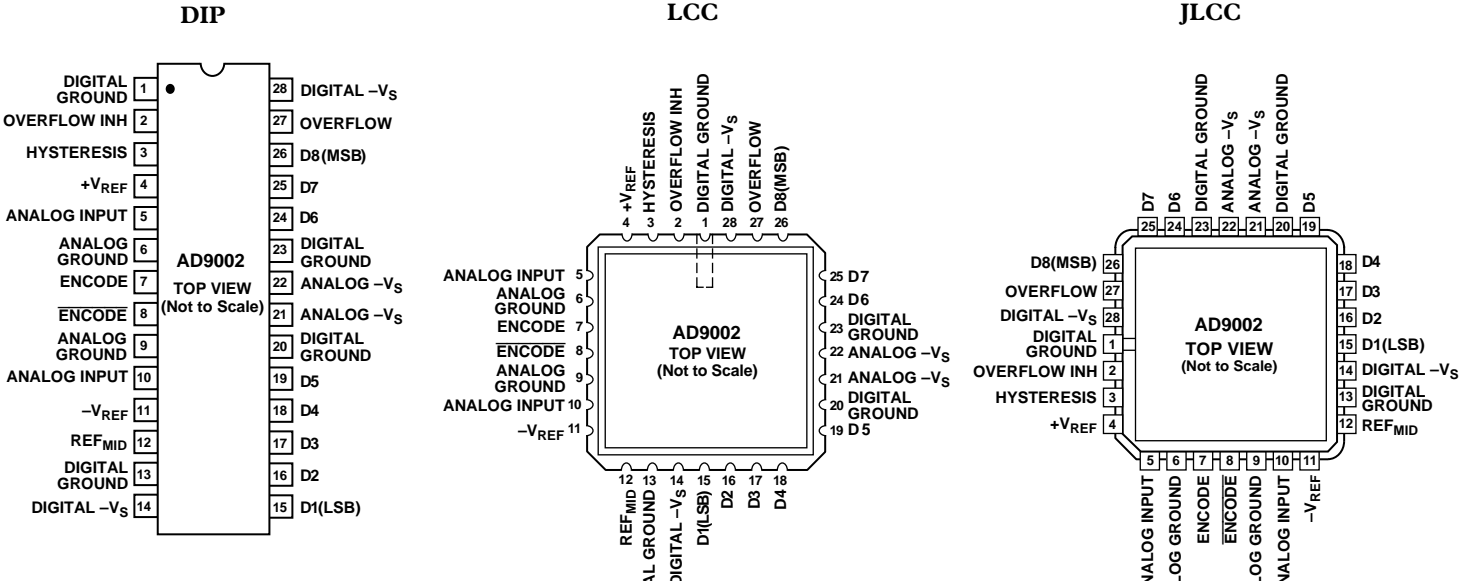 DIP
DIGITAL
GROUND 1
OVERFLOW INH 2
HYSTERESIS 3
+VREF 4
ANALOG INPUT 5
ANALOG
GROUND 6
ENCODE 7
ENCODE 8
ANALOG
GROUND 9
ANALOG INPUT 10
–VREF 11
REFMID 12
DIGITAL
GROUND 13
DIGITAL –VS 14
AD9002
TOP VIEW
(Not to Scale)
28 DIGITAL –VS
27 OVERFLOW
26 D8(MSB)
25 D7
24 D6
23 DIGITAL
GROUND
22 ANALOG –VS
21 ANALOG –VS
20 DIGITAL
GROUND
19 D5
18 D4
17 D3
16 D2
15 D1(LSB)
LCC
+VREF
4
HYSTERESIS
3
OVERFLOW INH
2
DIGITAL GROUND
1
DIGITAL –VS
28
OVERFLOW
27
D8(MSB)
26
ANALOG INPUT 5
ANALOG
GROUND 6
ENCODE 7
ENCODE 8
ANALOG
GROUND 9
ANALOG INPUT 10
–VREF 11
AD9002
TOP VIEW
(Not to Scale)
25 D7
24 D6
23 DIGITAL
GROUND
22 ANALOG –VS
21 ANALOG –VS
20 DIGITAL
GROUND
19 D5
12
REFMID
13
GROUND
14
DIGITAL –VS
15
D1(LSB)
16
D2
17
D3
18
D4
JLCC
D7
25
D6
24
DIGITAL GROUND
23
ANALOG –VS
22
ANALOG –VS
21
DIGITAL GROUND
20
D5
19
D8(MSB) 26
OVERFLOW 27
DIGITAL –VS 28
DIGITAL
GROUND 1
OVERFLOW INH 2
HYSTERESIS 3
+VREF 4
AD9002
TOP VIEW
(Not to Scale)
18 D4
17 D3
16 D2
15 D1(LSB)
14 DIGITAL –VS
13 DIGITAL
GROUND
12 REFMID
5
INPUT
6
GROUND
7
ENCODE
8
ENCODE
9
GROUND
10
INPUT
11
–VREF